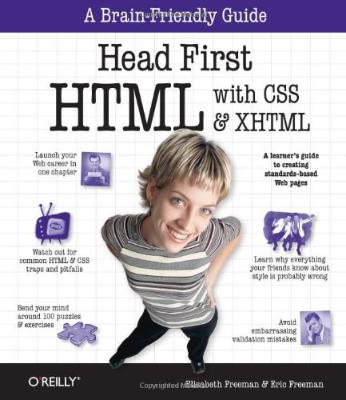 A Brain-Friendly Guide
Head First
HTML
with CSS
& XHTML
Launch your
Web career in
one chapter
A learner's guide
to creating
standards-based
Web pages
Watch out for
common HTML & CSS
traps and pitfalls
Learn why everything
your friends know about
style is probably wrong
Bend your mind
around 100 puzzles
& exercises
Avoid
embarrassing
validation mistakes
O'REILLY®
Elisabeth Freeman & Eric Freeman
Copyrighted Material